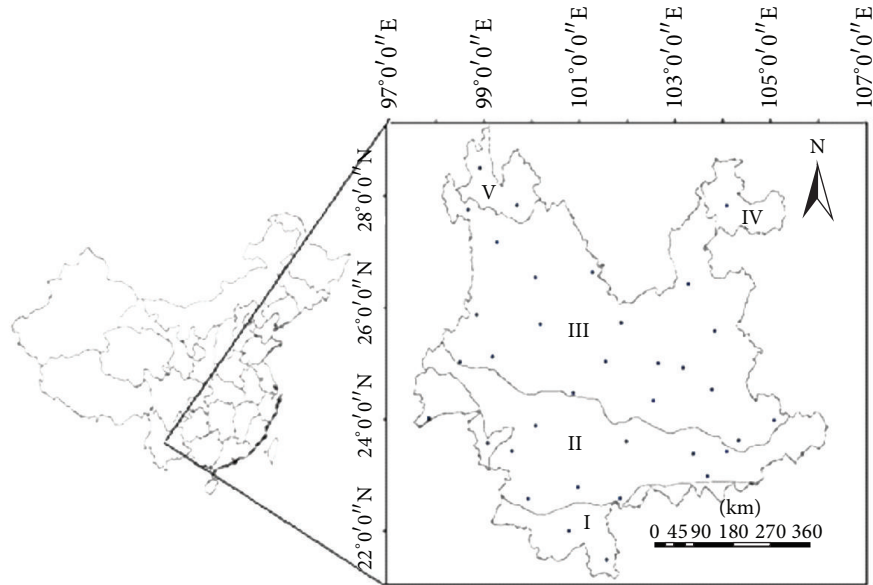 97°0′0″E
99°0′0″E
101°0′0″E
103°0′0″E
105°0′0″E
107°0′0″E
28°0′0″N
26°0′0″N
24°0′0″N
22°0′0″N
N
V
IV
III
II
I
(km)
0 45 90 180 270 360